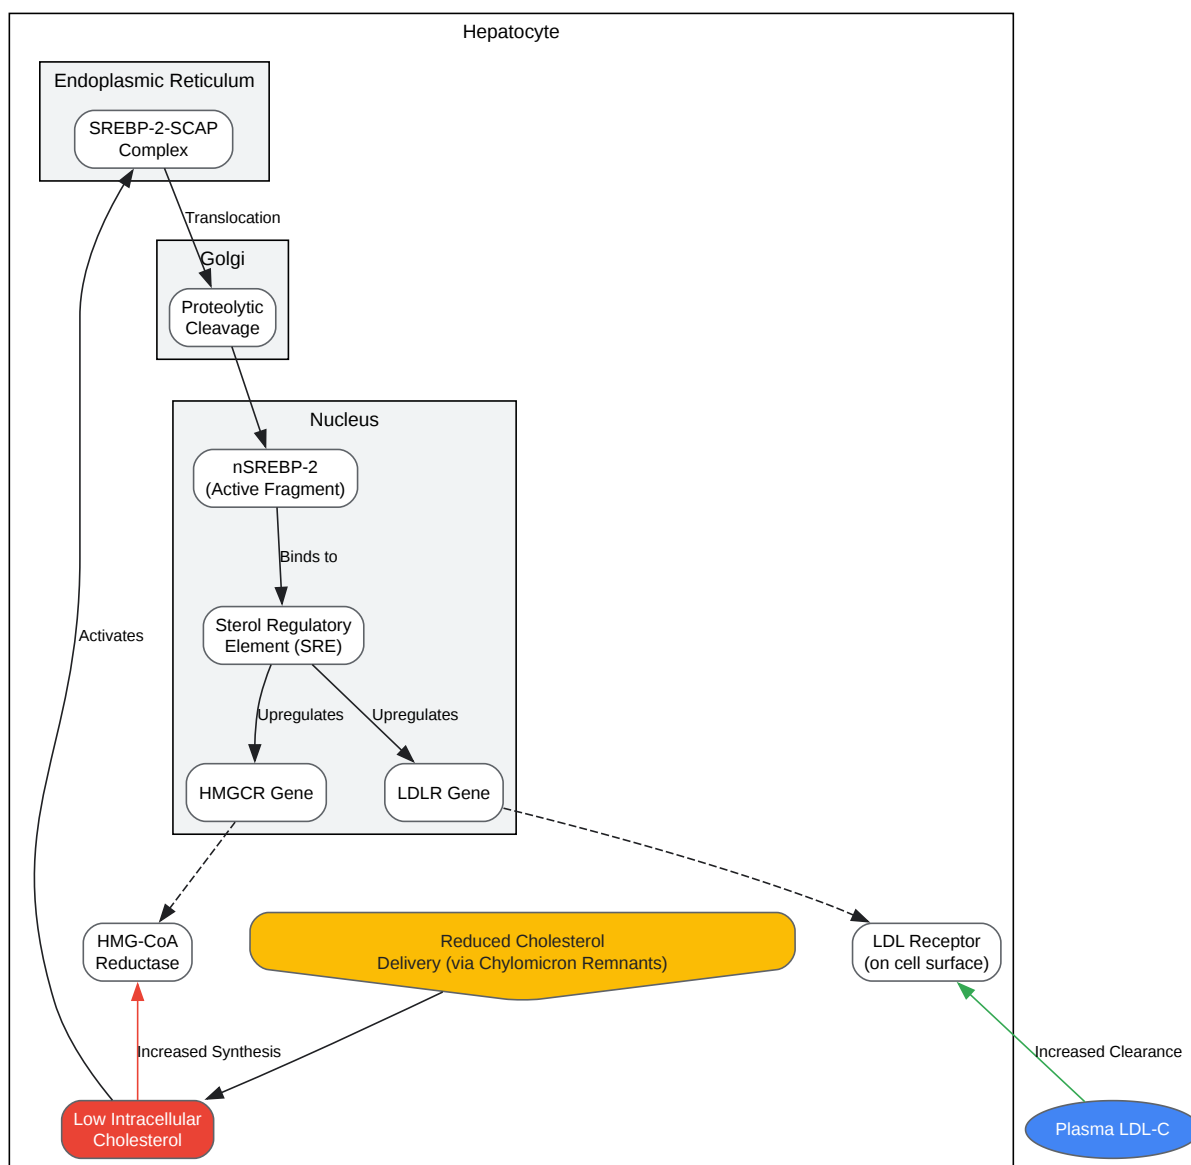 Hepatocyte
Endoplasmic Reticulum
SREBP-2-SCAP
Complex
Translocation
Golgi
Proteolytic
Cleavage
Nucleus
nSREBP-2
(Active Fragment)
Binds to
Sterol Regulatory
Element (SRE)
Activates
Upregulates
Upregulates
HMGCR Gene
LDLR Gene
HMG-CoA
Reductase
Reduced Cholesterol
Delivery (via Chylomicron Remnants)
LDL Receptor
(on cell surface)
Increased Synthesis
Increased Clearance
Low Intracellular
Cholesterol
Plasma LDL-C